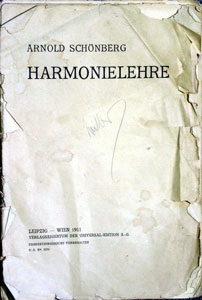 ARNOLD SCHÖNBERG
HARMONIELEHRE
LEIPZIG — WIEN 1911
VERLAGSEIGENTUM DER UNIVERSAL-EDITION A.-G.